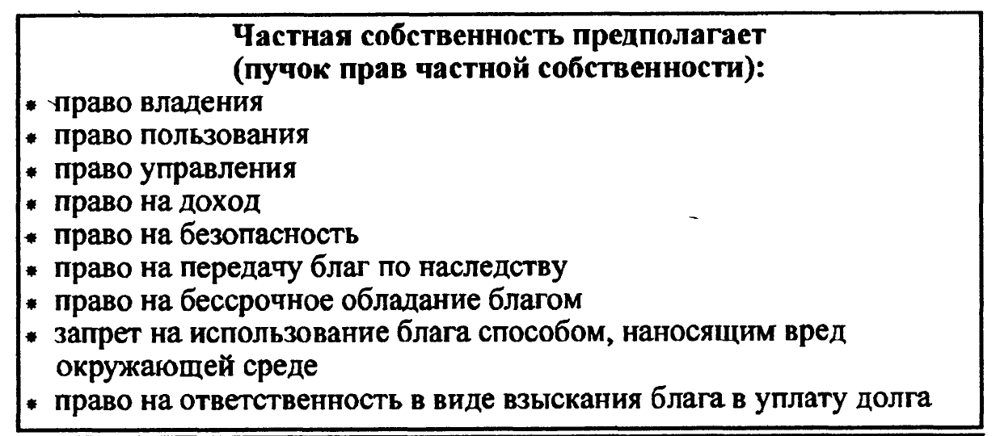 Частная собственность предполагает
(пучок прав частной собственности):
* право владения
* право пользования
* право управления
* право на доход
* право на безопасность
* право на передачу благ по наследству
* право на бессрочное обладание благом
* запрет на использование блага способом, наносящим вред
окружающей среде
* право на ответственность в виде взыскания блага в уплату долга